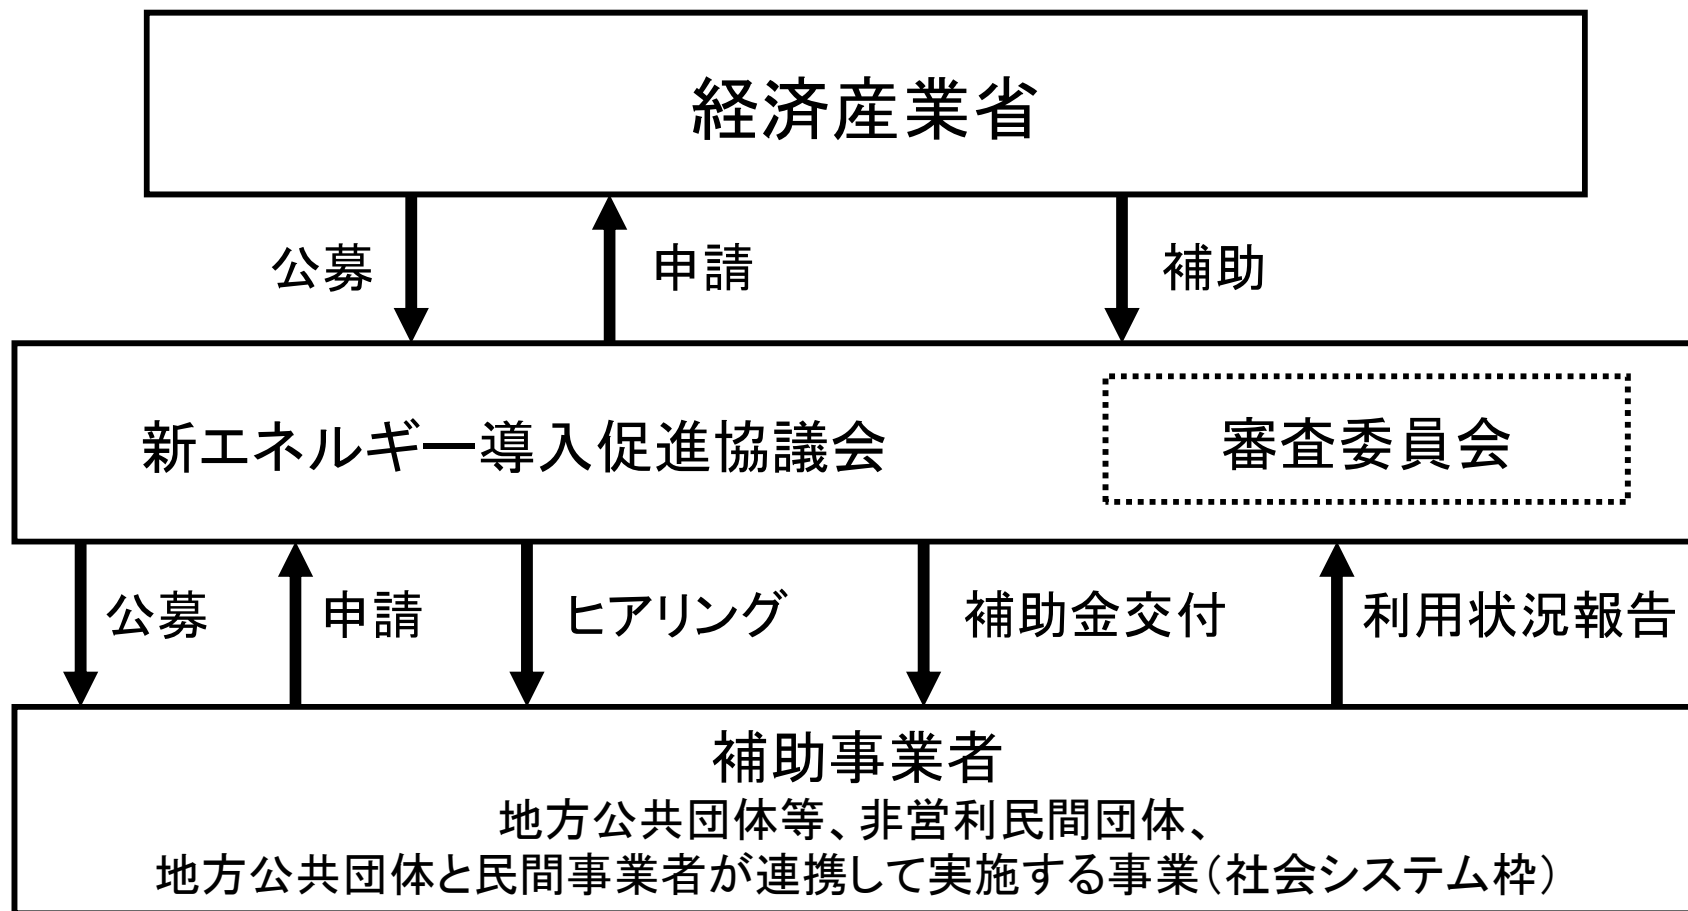 経済産業省
公募
申請
補助
新エネルギー導入促進協議会
審査委員会
公募
申請
ヒアリング
補助金交付
利用状況報告
補助事業者
地方公共団体等、非営利民間団体、
地方公共団体と民間事業者が連携して実施する事業（社会システム枠）